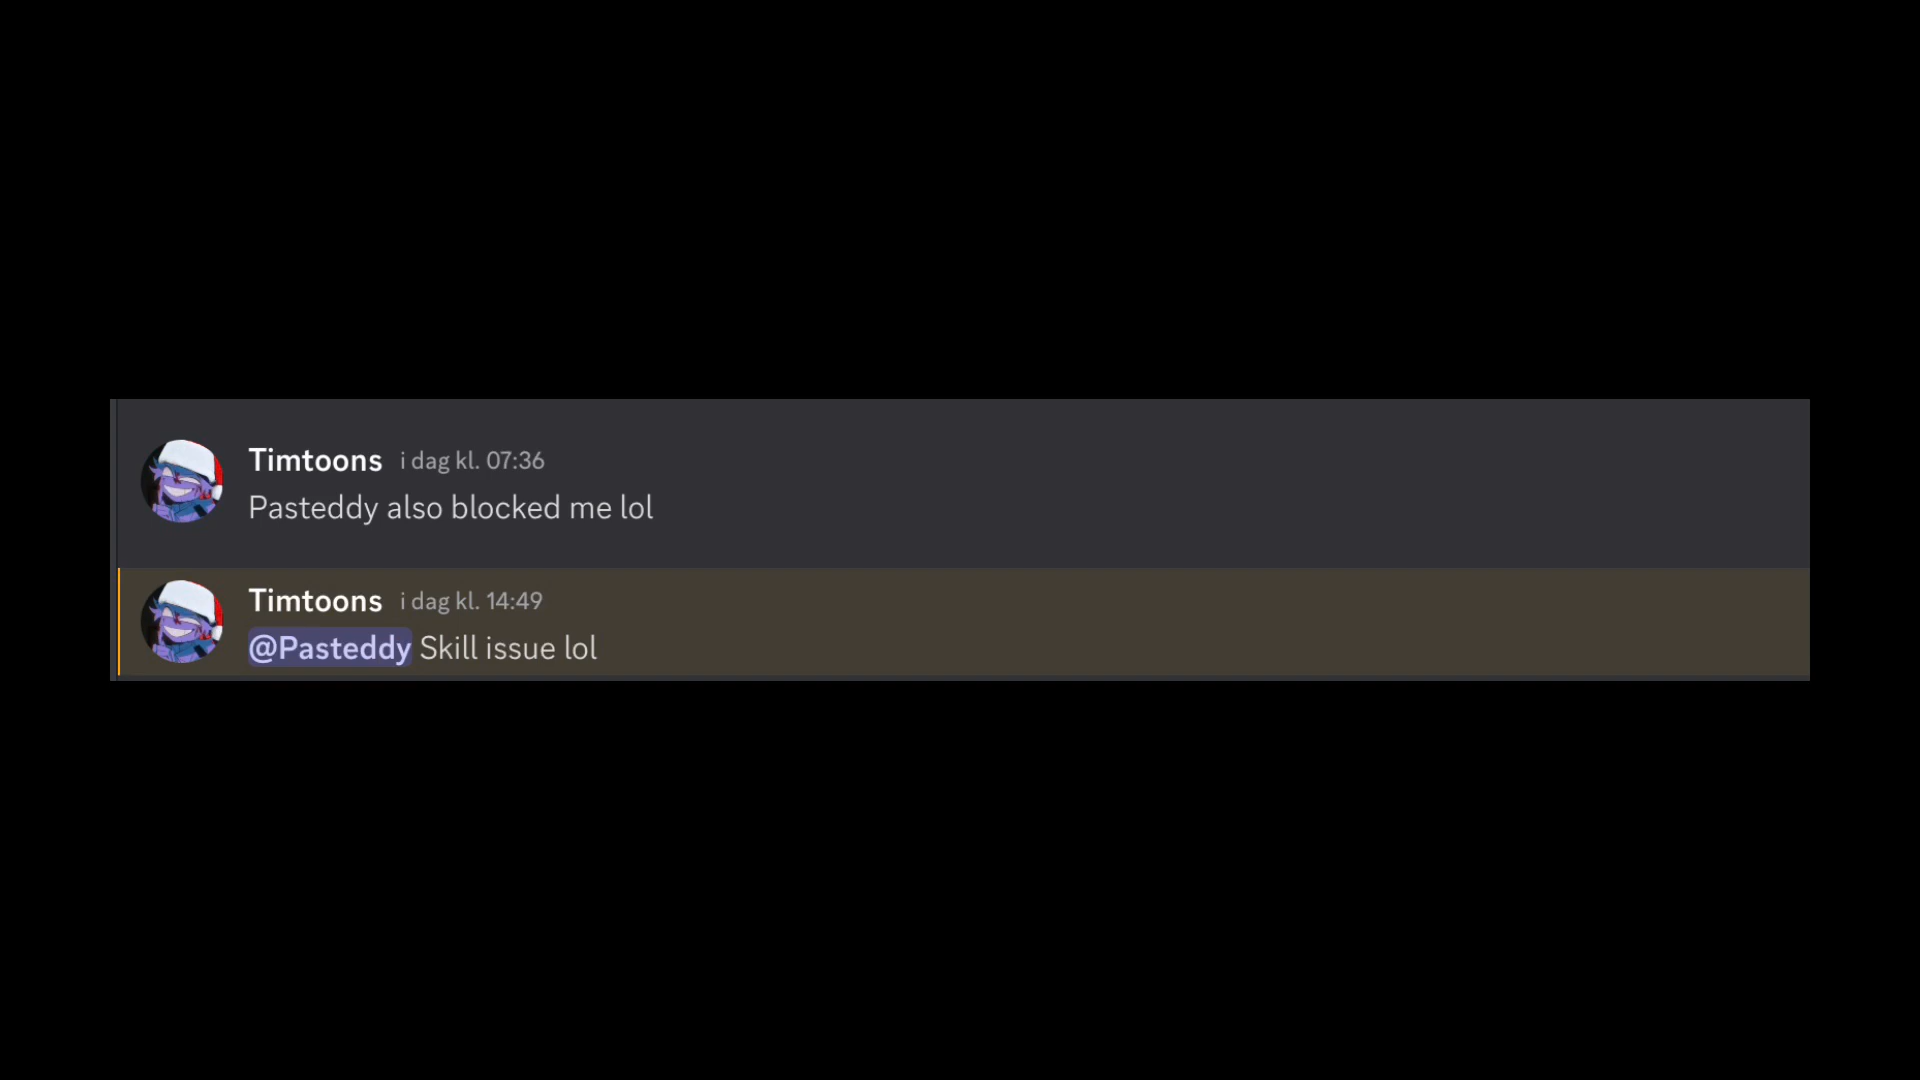 Timtoons i dag kl. 07:36
Pasteddy also blocked me lol
Timtoons i dag kl. 14:49
@Pasteddy Skill issue lol